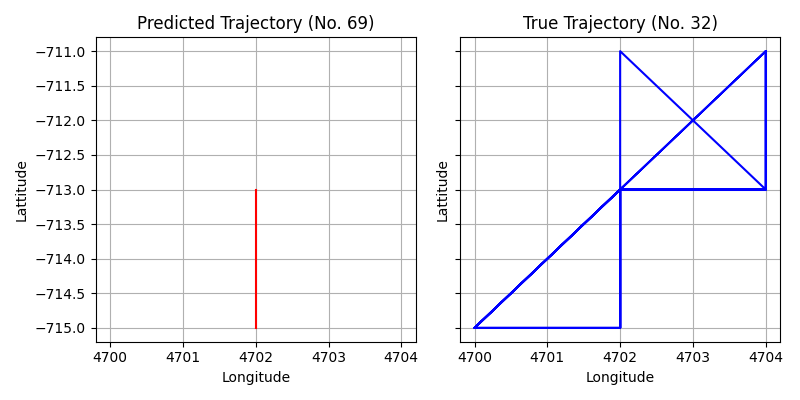 Predicted Trajectory (No. 69)
True Trajectory (No. 32)
−711.0
−711.5
−712.0
−712.5
−713.0
−713.5
−714.0
−714.5
−715.0
Lattitude
Lattitude
4700 4701 4702 4703 4704
4700 4701 4702 4703 4704
Longitude
Longitude